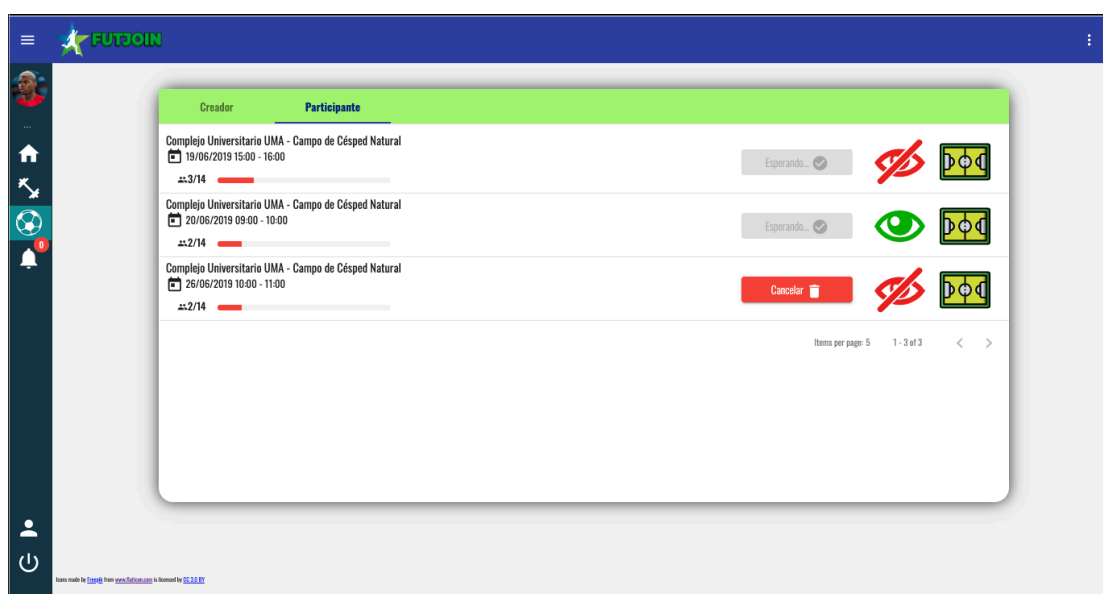 FUTJOIN
...
0
Creador Participante
Complejo Universitario UMA - Campo de Césped Natural
19/06/2019 15:00 - 16:00
3/14
Esperando...
Complejo Universitario UMA - Campo de Césped Natural
20/06/2019 09:00 - 10:00
2/14
Esperando...
Complejo Universitario UMA - Campo de Césped Natural
26/06/2019 10:00 - 11:00
2/14
Cancelar
Items per page: 5 1 - 3 of 3
Icons made by Freepik from www.flaticon.com is licensed by CC 3.0 BY